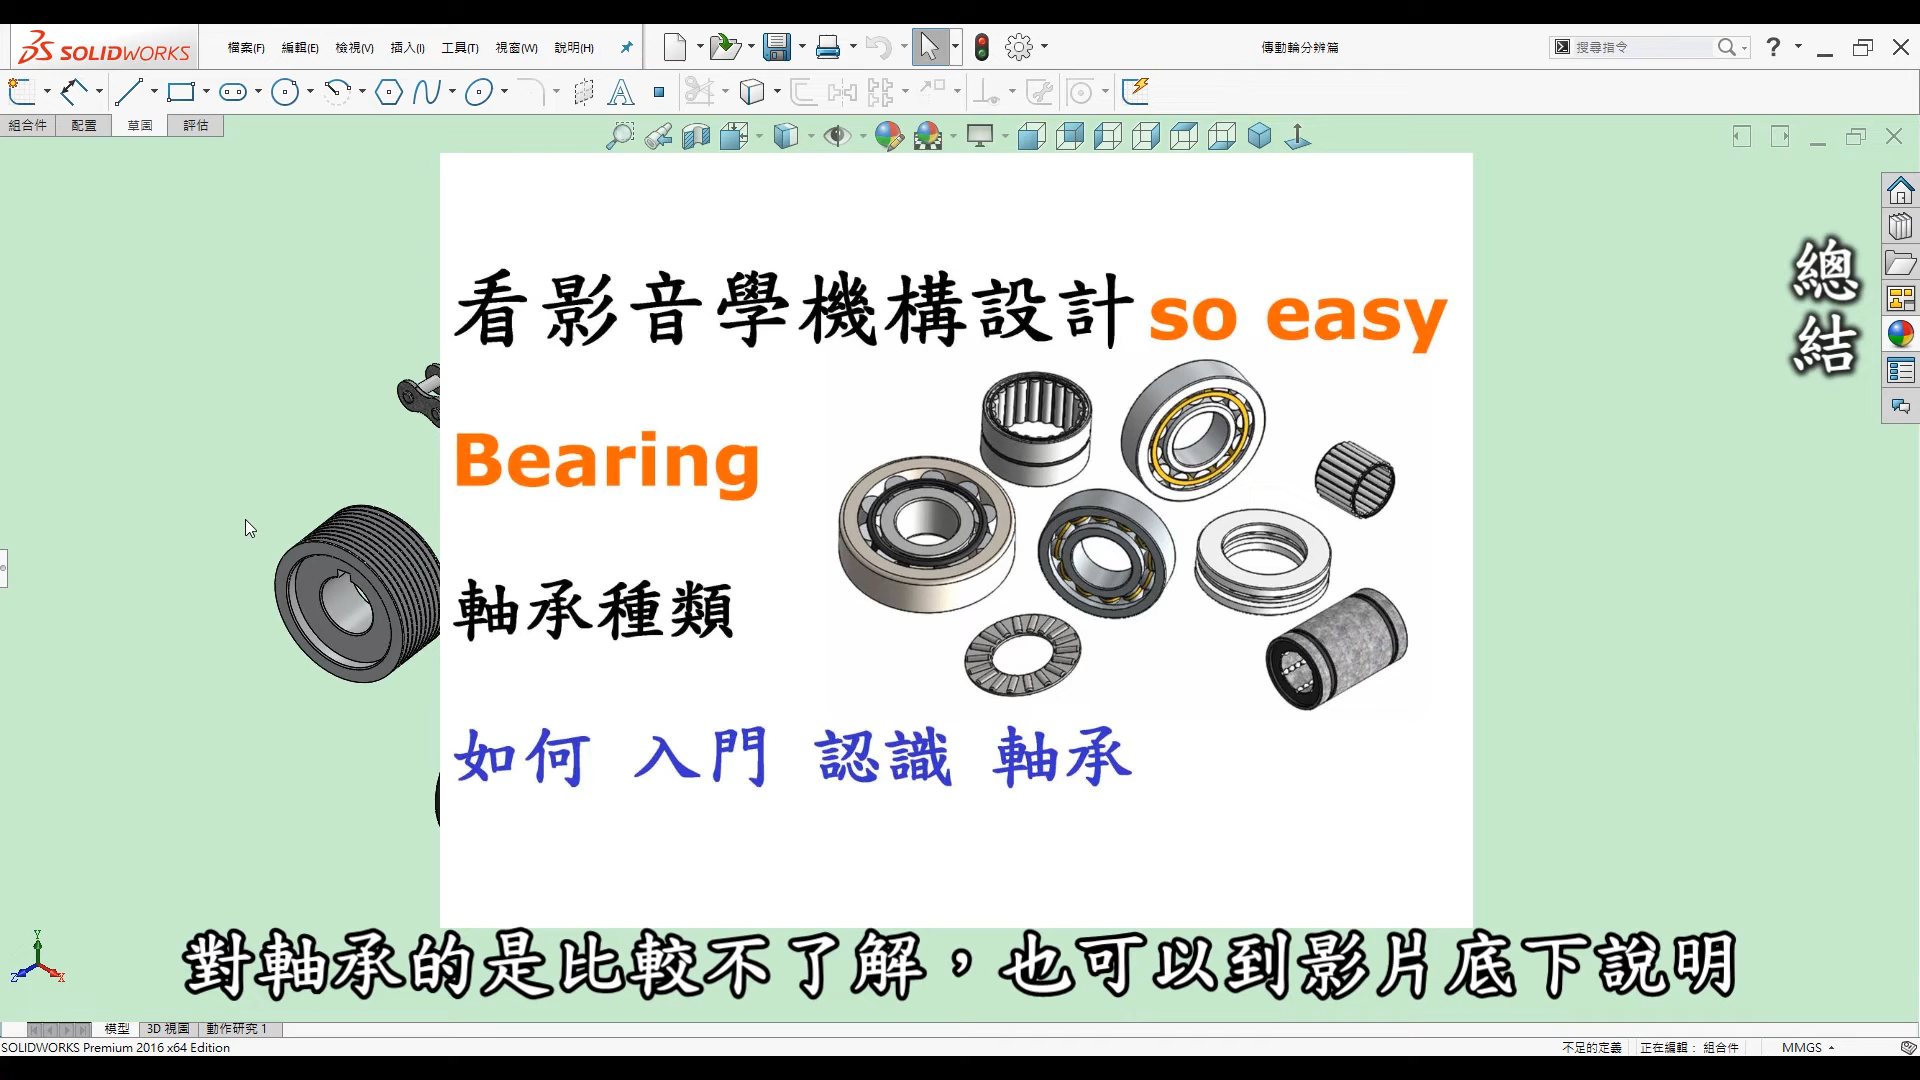 SOLIDWORKS 檔案(F) 編輯(E) 檢視(V) 插入(I) 工具(T) 視窗(W) 說明(H) 傳動輪分辨篇 搜尋指令
組合件 配置 草圖 評估
總結
看影音學機構設計 so easy
Bearing
軸承種類
如何 入門 認識 軸承
對軸承的是比較不了解，也可以到影片底下說明
模型 3D 視圖 動作研究 1
SOLIDWORKS Premium 2016 x64 Edition 不足的定義 正在編輯： 組合件 MMGS